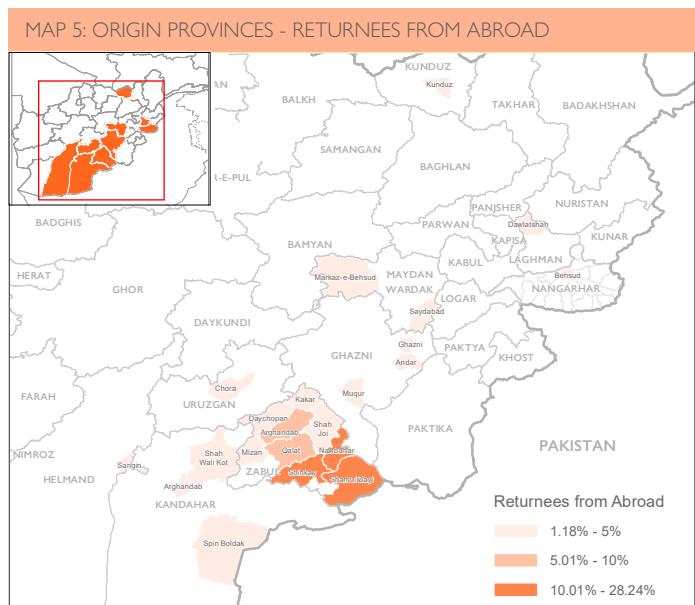 MAP 5: ORIGIN PROVINCES - RETURNEES FROM ABROAD
KUNDUZ
Kunduz
AN
BALKH
TAKHAR
BADAKHSHAN
SAMANGAN
BAGHLAN
R-E-PUL
PANJSHER
NURISTAN
BADGHIS
PARWAN
Dawlatshah
KAPISA
KUNAR
BAMYAN
LAGHMAN
HERAT
Markaz-e-Behsud
MAYDAN
WARDAK
KABUL
Behsud
NANGARHAR
GHOR
LOGAR
Saydabad
DAYKUNDI
GHAZNI
Ghazni
PAKTYA
KHOST
Andar
FARAH
URUZGAN
Chora
Muqur
Kakar
Daychopan
Shah
Joi
Arghandab
PAKTIKA
PAKISTAN
NIMROZ
Sangin
Shah
Wali Kot
Mizan
Qalat
Nawbahar
HELMAND
ZABUL
Shinkay
Shamulzayi
Arghandab
KANDAHAR
Returnees from Abroad
1.18% - 5%
Spin Boldak
5.01% - 10%
10.01% - 28.24%